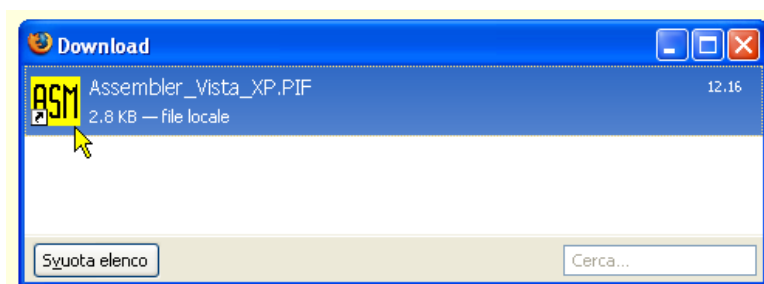 Download
ASM
Assembler_Vista_XP.PIF
12.16
2.8 KB — file locale
Svuota elenco
Cerca...